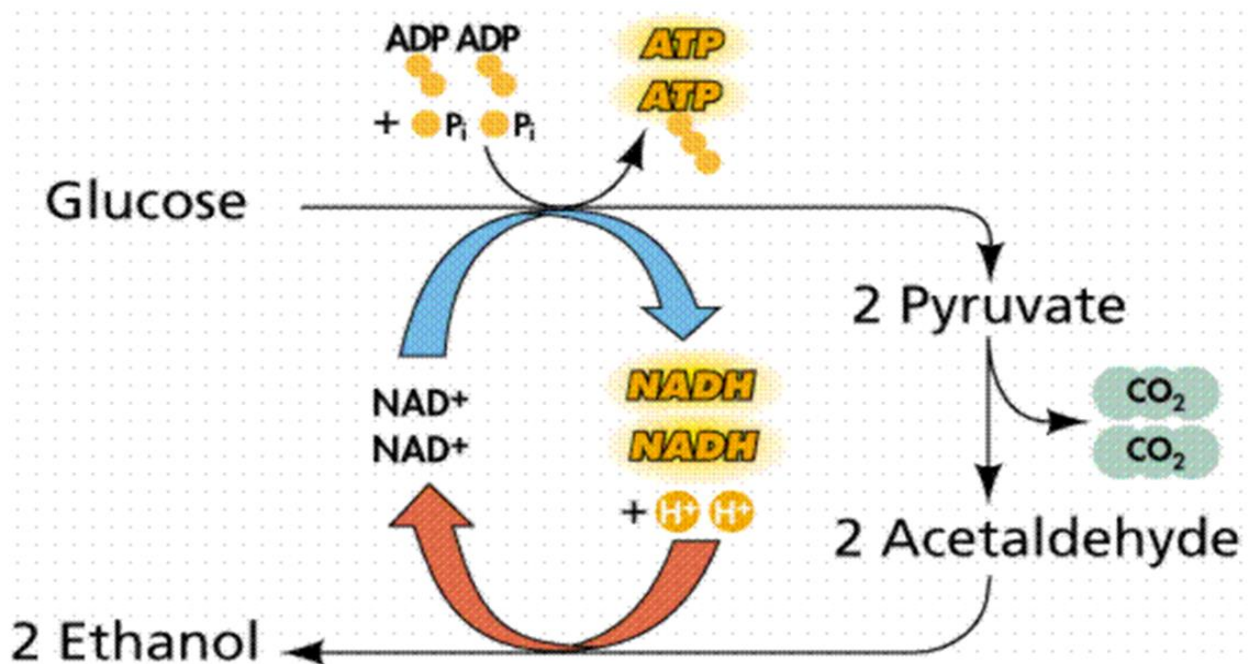 ADP ADP
+ Pi Pi
ATP
ATP
Glucose
2 Pyruvate
CO2
CO2
NAD+
NAD+
NADH
NADH
+ H+ H+
2 Acetaldehyde
2 Ethanol